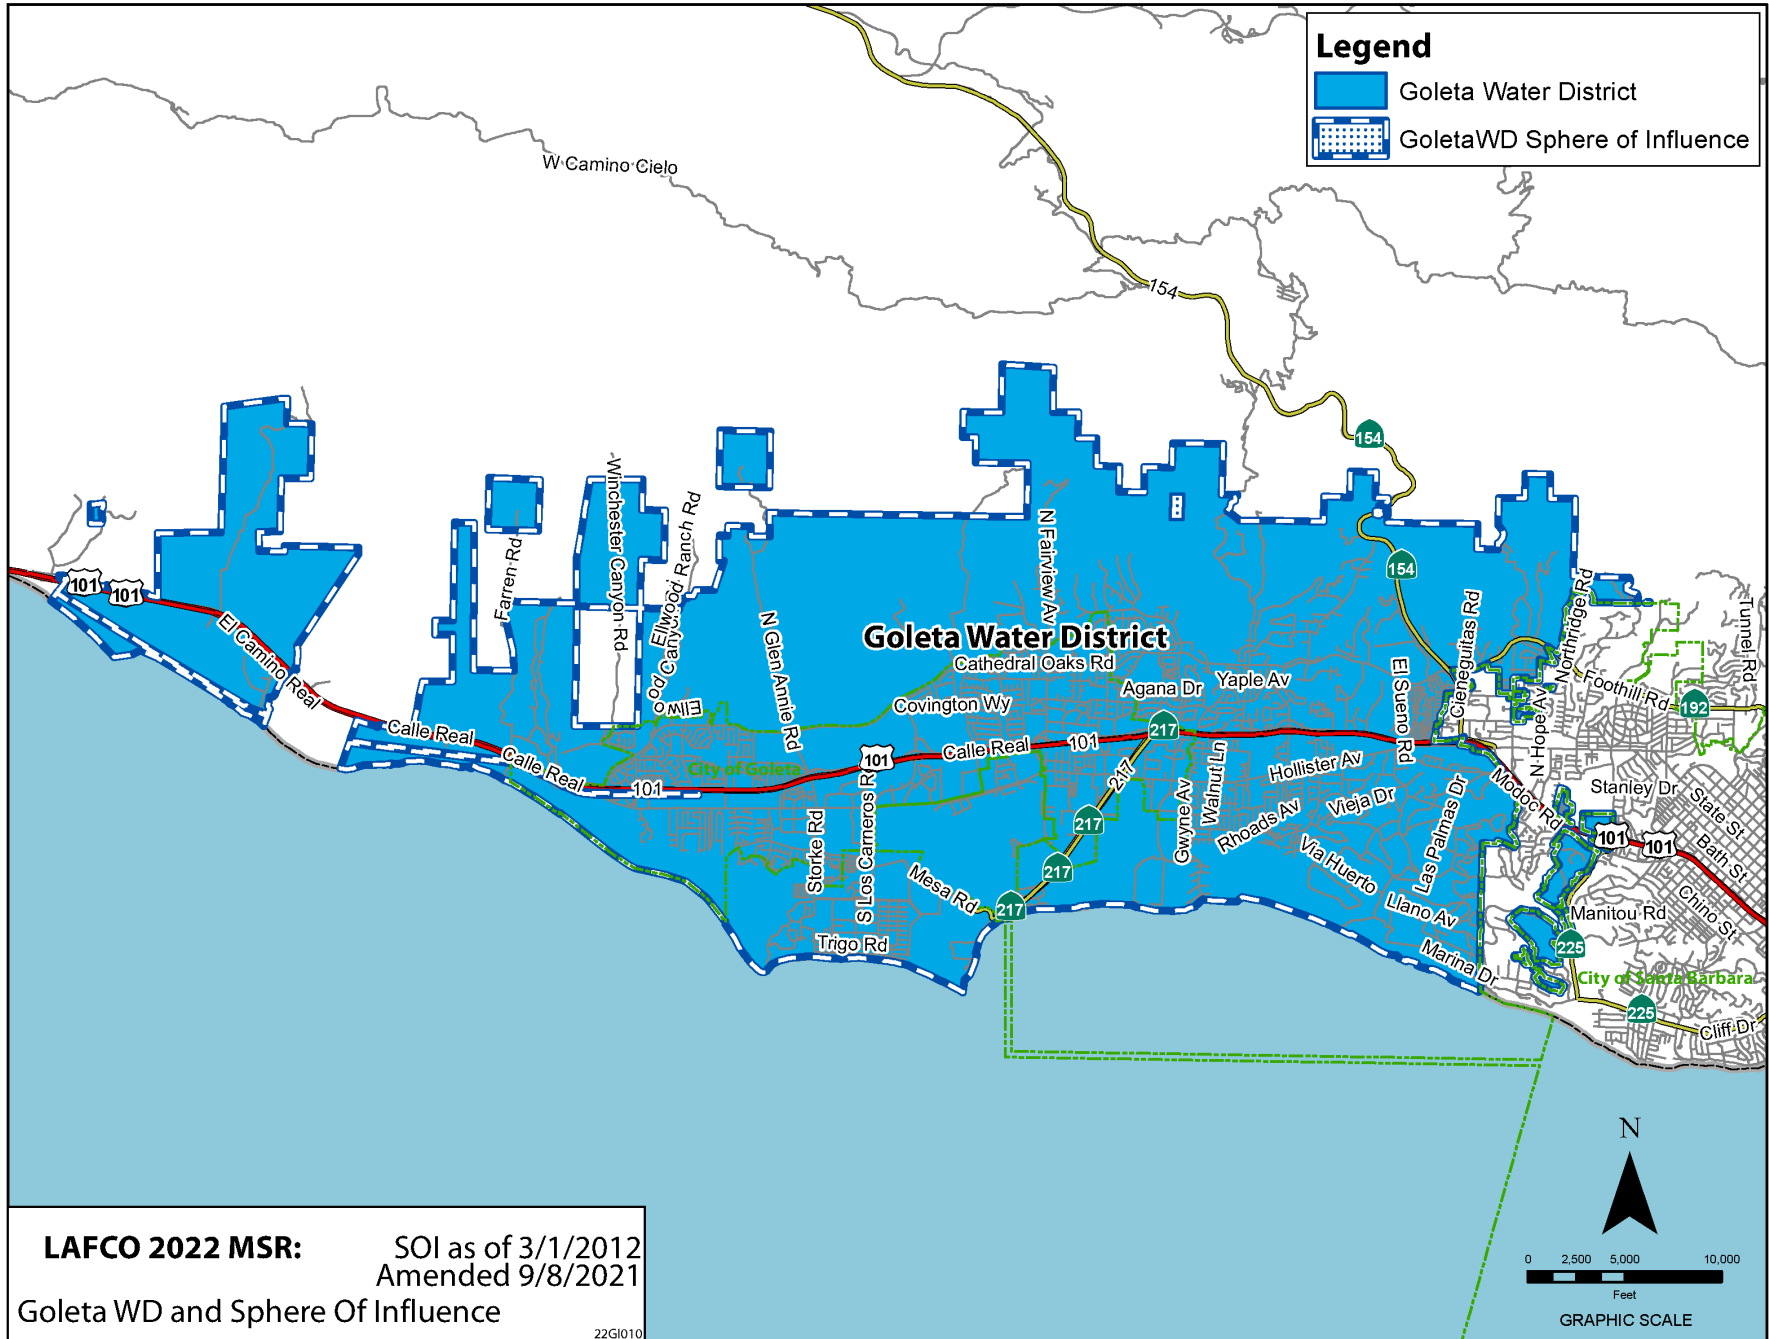 Legend
Goleta Water District
GoletaWD Sphere of Influence
W Camino Cielo
154
154
154
Winchester Canyon Rd
Farren Rd
Ellwood Ranch Rd
Ellwood Canyon Rd
N Glen Annie Rd
N Fairview Av
Goleta Water District
Cathedral Oaks Rd
Agana Dr
Yaple Av
Covington Wy
El Sueno Rd
Cieneguitas Rd
Northridge Rd
Tunnel Rd
Foothill Rd
192
N Hope Av
101
101
El Camino Real
Calle Real
Calle Real
101
City of Goleta
101
Calle Real
101
217
217
217
217
217
Storke Rd
S Los Carneros Rd
Mesa Rd
Trigo Rd
Gwyne Av
Walnut Ln
Hollister Av
Rhoads Av
Vieja Dr
Via Huerto
Las Palmas Dr
Llano Av
Marina Dr
Modoc Rd
Stanley Dr
State St
Bath St
Chino St
101
101
Manitou Rd
225
City of Santa Barbara
225
Cliff Dr
N
0 2,500 5,000 10,000
Feet
GRAPHIC SCALE
LAFCO 2022 MSR: SOI as of 3/1/2012
Amended 9/8/2021
Goleta WD and Sphere Of Influence
22GI010